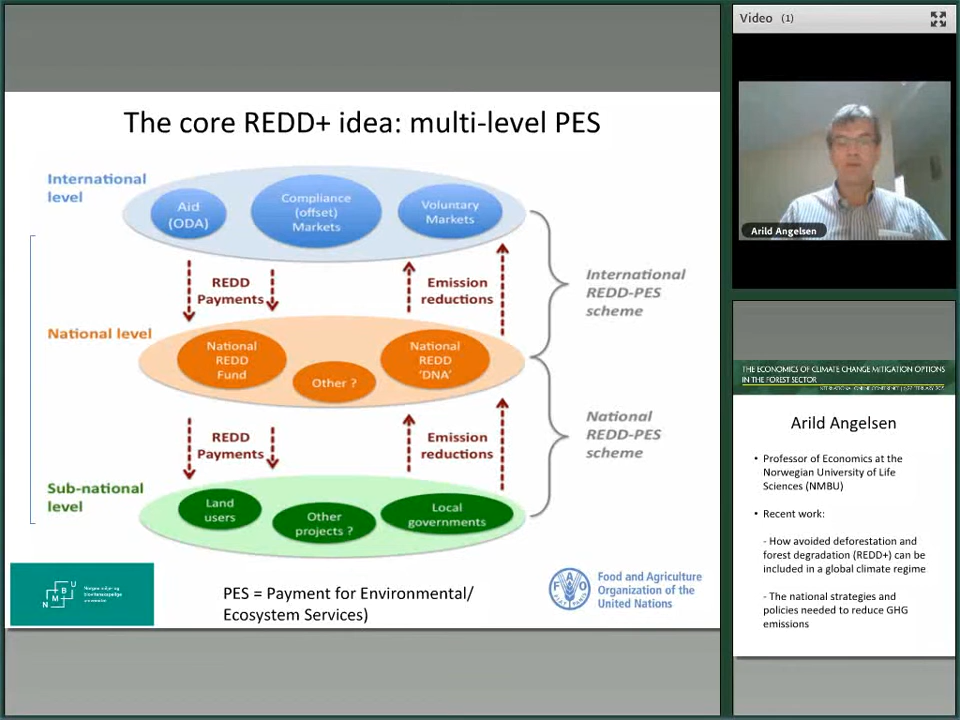 The core REDD+ idea: multi-level PES
International
level
Aid
(ODA)
Compliance
(offset)
Markets
Voluntary
Markets
REDD
Payments
Emission
reductions
International
REDD-PES
scheme
National level
National
REDD
Fund
Other ?
National
REDD
'DNA'
REDD
Payments
Emission
reductions
National
REDD-PES
scheme
Sub-national
level
Land
users
Other
projects ?
Local
governments
N M B U
PES = Payment for Environmental/
Ecosystem Services)
FAO
Food and Agriculture
Organization of the
United Nations
Video (1)
Arild Angelsen
THE ECONOMICS OF CLIMATE CHANGE MITIGATION OPTIONS
IN THE FOREST SECTOR
Arild Angelsen
• Professor of Economics at the
Norwegian University of Life
Sciences (NMBU)
• Recent work:
- How avoided deforestation and
forest degradation (REDD+) can be
included in a global climate regime
- The national strategies and
policies needed to reduce GHG
emissions